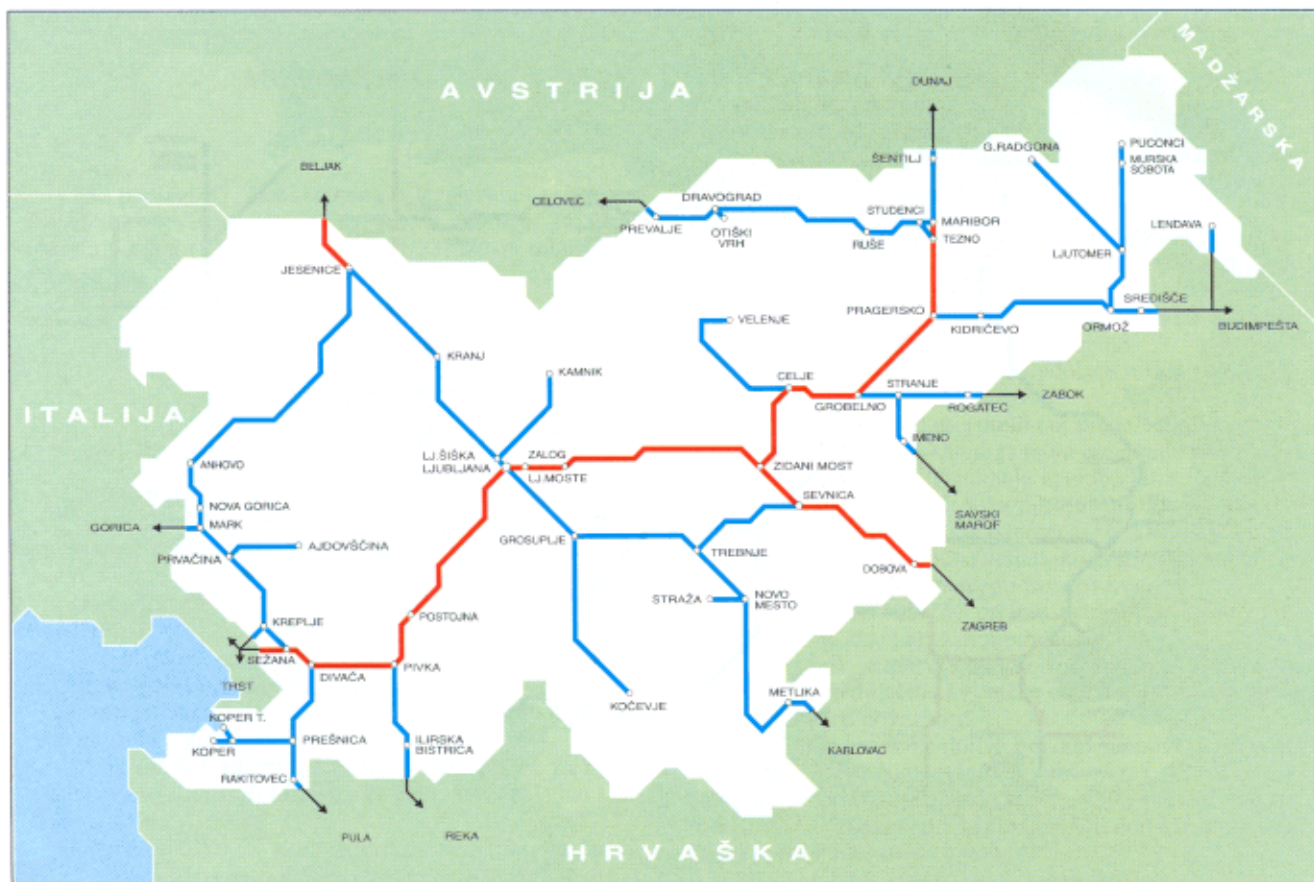 MADŽARSKA
AVSTRIJA
DUNAJ
BELJAK
ŠENTILJ
G.RADGONA
PUCONCI
MURSKA
SOBOTA
CELOVEC
DRAVOGRAD
PREVALJE
OTIŠKI
VRH
STUDENCI
RUŠE
MARIBOR
TEZNO
LENDAVA
LJUTOMER
JESENICE
PRAGERSKO
KIDRIČEVO
ORMOŽ
SREDIŠČE
BUDIMPEŠTA
VELENJE
KRANJ
KAMNIK
CELJE
GROBELNO
STRANJE
ROGATEC
ZABOK
ITALIJA
IMENO
ANHOVO
LJ.ŠIŠKA
LJUBLJANA
ZALOG
LJ.MOSTE
ZIDANI MOST
SEVNICA
SAVSKI
MAROF
NOVA GORICA
GORICA
MARK
PRVAČINA
AJDOVŠČINA
GROSUPLJE
TREBNJE
DOBOVA
STRAŽA
NOVO
MESTO
ZAGREB
POSTOJNA
KREPLJE
SEŽANA
TRST
DIVAČA
PIVKA
KOČEVJE
METLIKA
KARLOVAC
KOPER T.
KOPER
PREŠNICA
ILIRSKA
BISTRICA
RAKITOVEC
PULA
REKA
HRVAŠKA